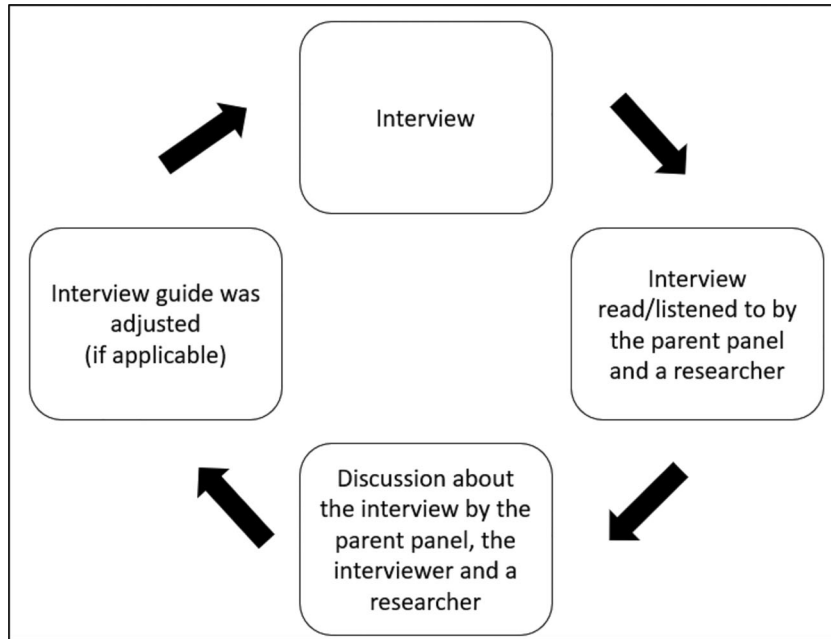 Interview
Interview
read/listened to by
the parent panel
and a researcher
Discussion about
the interview by the
parent panel, the
interviewer and a
researcher
Interview guide was
adjusted
(if applicable)